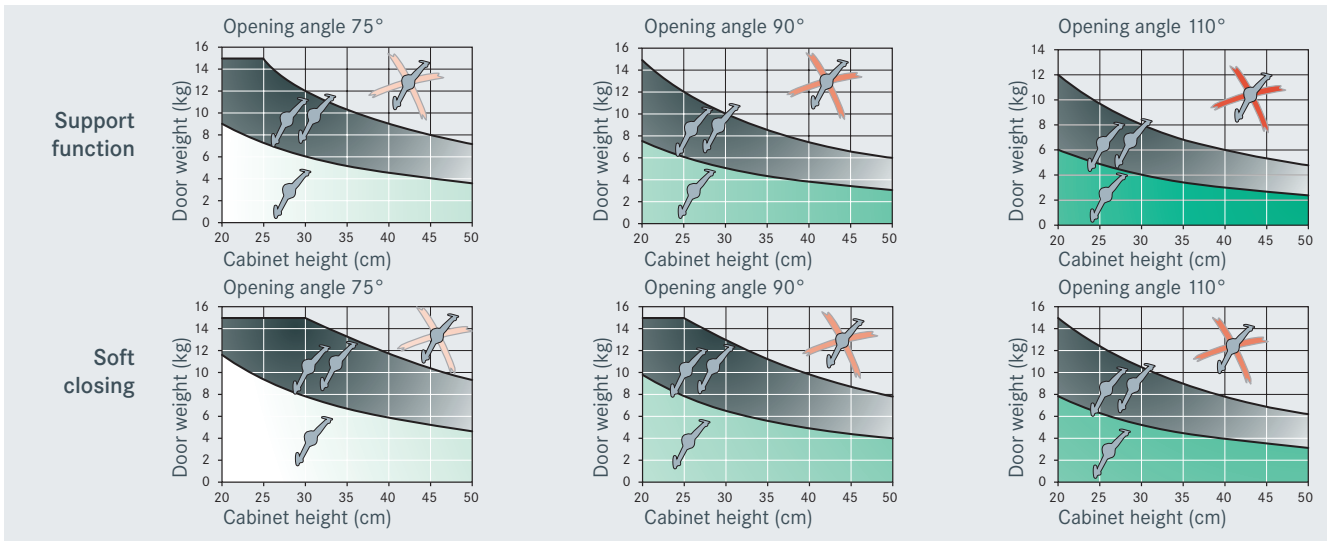 Opening angle 75°
Opening angle 90°
Opening angle 110°
Support
function
Door weight (kg)
16
14
12
10
8
6
4
2
0
20 25 30 35 40 45 50
Cabinet height (cm)
Door weight (kg)
16
14
12
10
8
6
4
2
0
20 25 30 35 40 45 50
Cabinet height (cm)
Door weight (kg)
14
12
10
8
6
4
2
0
20 25 30 35 40 45 50
Cabinet height (cm)
Opening angle 75°
Opening angle 90°
Opening angle 110°
Soft
closing
Door weight (kg)
16
14
12
10
8
6
4
2
0
20 25 30 35 40 45 50
Cabinet height (cm)
Door weight (kg)
16
14
12
10
8
6
4
2
0
20 25 30 35 40 45 50
Cabinet height (cm)
Door weight (kg)
16
14
12
10
8
6
4
2
0
20 25 30 35 40 45 50
Cabinet height (cm)